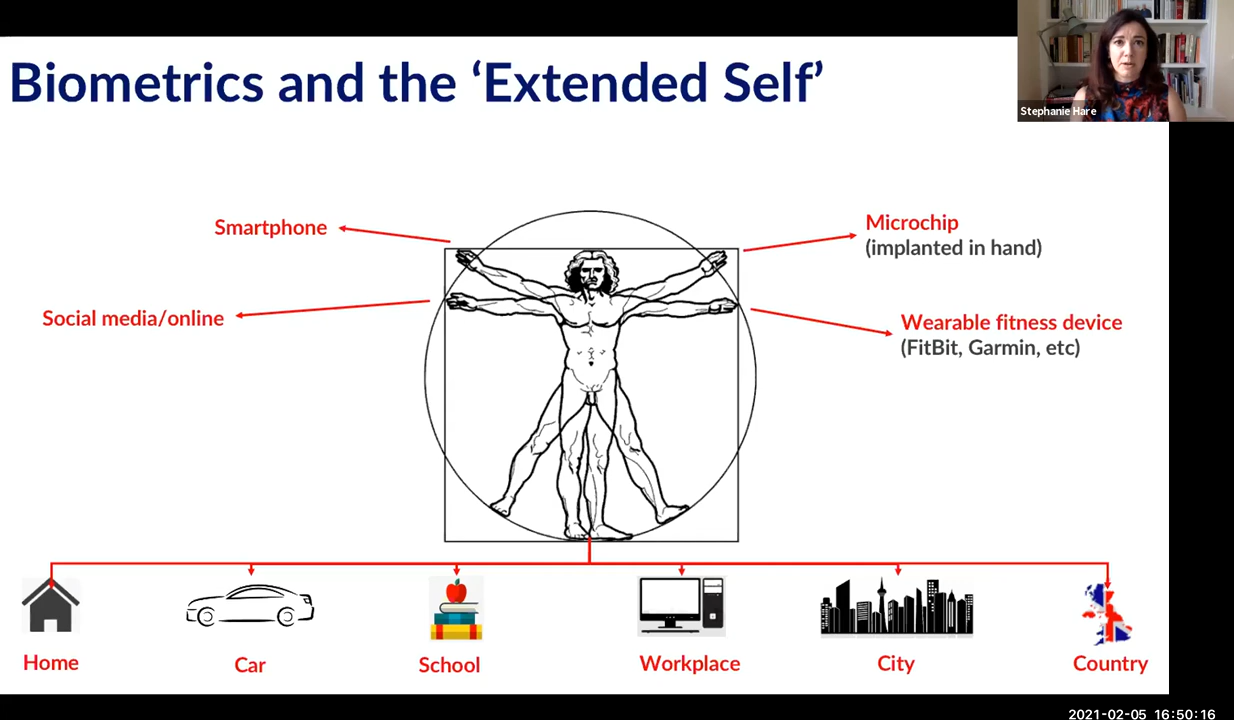 Biometrics and the ‘Extended Self’
Stephanie Hare
Smartphone
Microchip
(implanted in hand)
Social media/online
Wearable fitness device
(FitBit, Garmin, etc)
Home
Car
School
Workplace
City
Country
2021-02-05 16:50:16